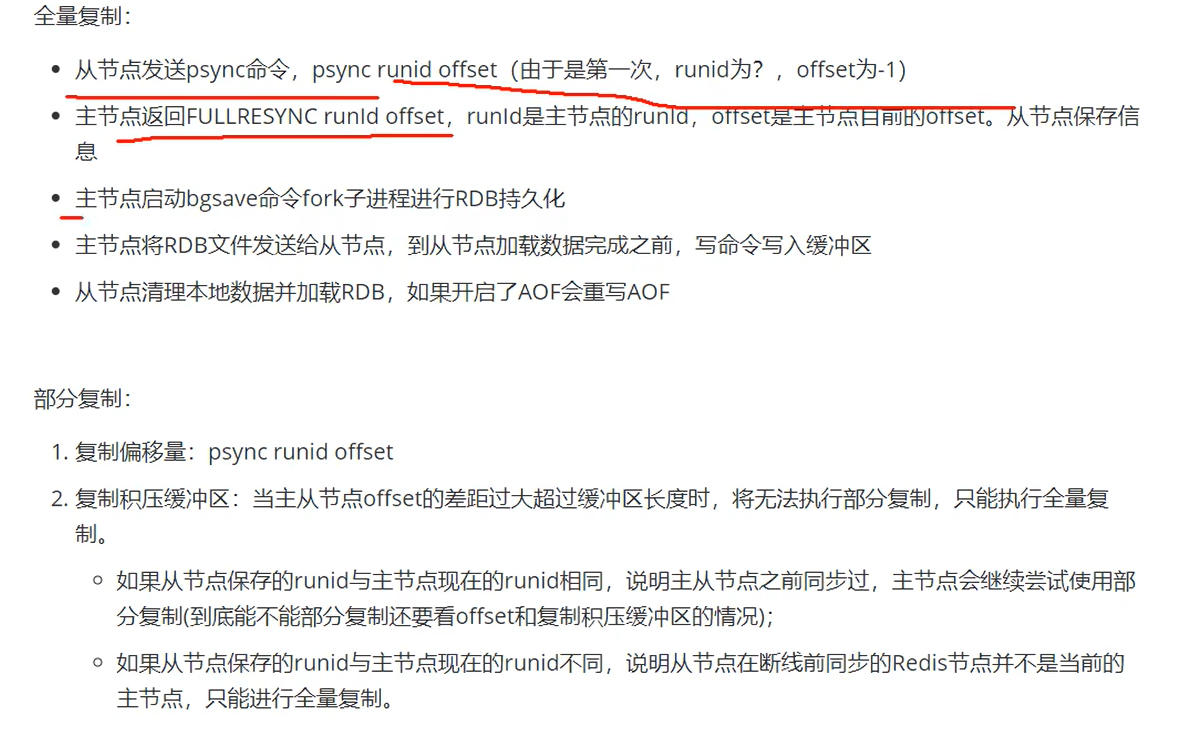 全量复制：
• 从节点发送psync命令，psync runid offset（由于是第一次，runid为？，offset为-1）
• 主节点返回FULLRESYNC runId offset，runId是主节点的runId，offset是主节点目前的offset。从节点保存信
息
• 主节点启动bgsave命令fork子进程进行RDB持久化
• 主节点将RDB文件发送给从节点，到从节点加载数据完成之前，写命令写入缓冲区
• 从节点清理本地数据并加载RDB，如果开启了AOF会重写AOF
部分复制：
1. 复制偏移量：psync runid offset
2. 复制积压缓冲区：当主从节点offset的差距过大超过缓冲区长度时，将无法执行部分复制，只能执行全量复
制。
○ 如果从节点保存的runid与主节点现在的runid相同，说明主从节点之前同步过，主节点会继续尝试使用部
分复制(到底能不能部分复制还要看offset和复制积压缓冲区的情况)；
○ 如果从节点保存的runid与主节点现在的runid不同，说明从节点在断线前同步的Redis节点并不是当前的
主节点，只能进行全量复制。